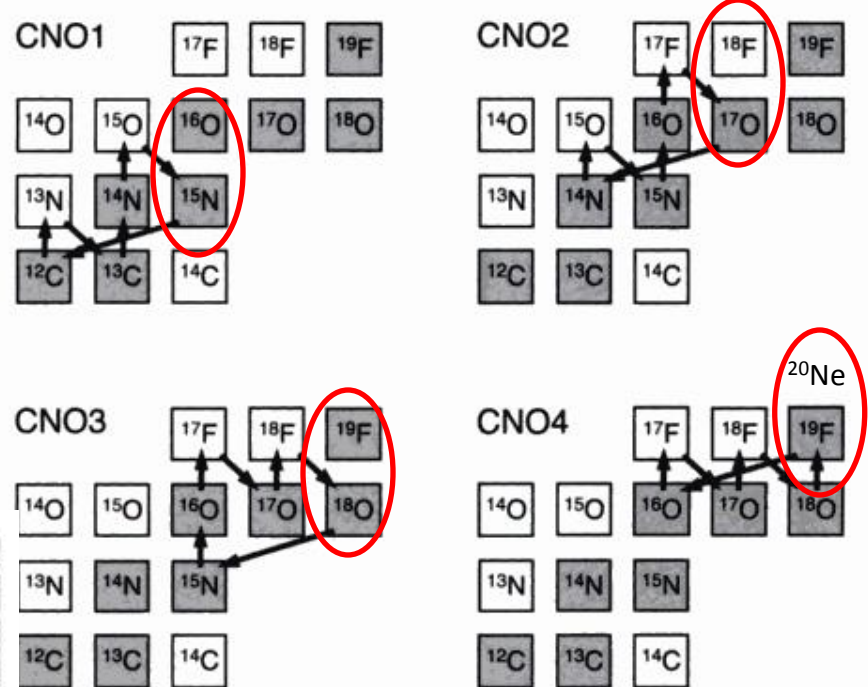 CNO1
¹⁷F ¹⁸F ¹⁹F
¹⁴O ¹⁵O ¹⁶O ¹⁷O ¹⁸O
¹³N ¹⁴N ¹⁵N
¹²C ¹³C ¹⁴C
CNO2
¹⁷F ¹⁸F ¹⁹F
¹⁴O ¹⁵O ¹⁶O ¹⁷O ¹⁸O
¹³N ¹⁴N ¹⁵N
¹²C ¹³C ¹⁴C
CNO3
¹⁷F ¹⁸F ¹⁹F
¹⁴O ¹⁵O ¹⁶O ¹⁷O ¹⁸O
¹³N ¹⁴N ¹⁵N
¹²C ¹³C ¹⁴C
²⁰Ne
CNO4
¹⁷F ¹⁸F ¹⁹F
¹⁴O ¹⁵O ¹⁶O ¹⁷O ¹⁸O
¹³N ¹⁴N ¹⁵N
¹²C ¹³C ¹⁴C